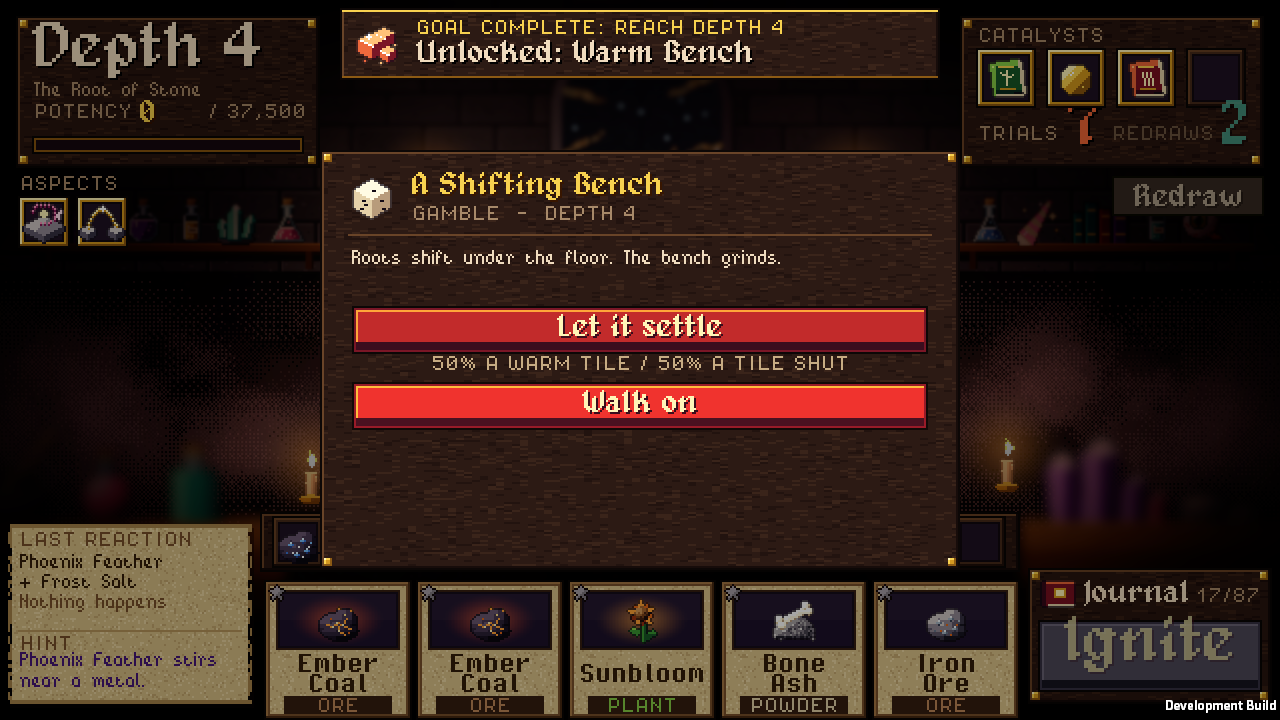 Depth 4
The Root of Stone
POTENCY 0 / 37,500
ASPECTS
GOAL COMPLETE: REACH DEPTH 4
Unlocked: Warm Bench
CATALYSTS
TRIALS 7 REDRAWS 2
Redraw
A Shifting Bench
GAMBLE - DEPTH 4
Roots shift under the floor. The bench grinds.
Let it settle
50% A WARM TILE / 50% A TILE SHUT
Walk on
LAST REACTION
Phoenix Feather
+ Frost Salt
Nothing happens
HINT
Phoenix Feather stirs
near a metal.
Ember
Coal
ORE
Ember
Coal
ORE
Sunbloom
PLANT
Bone
Ash
POWDER
Iron
Ore
ORE
Journal 17/87
Ignite
Development Build